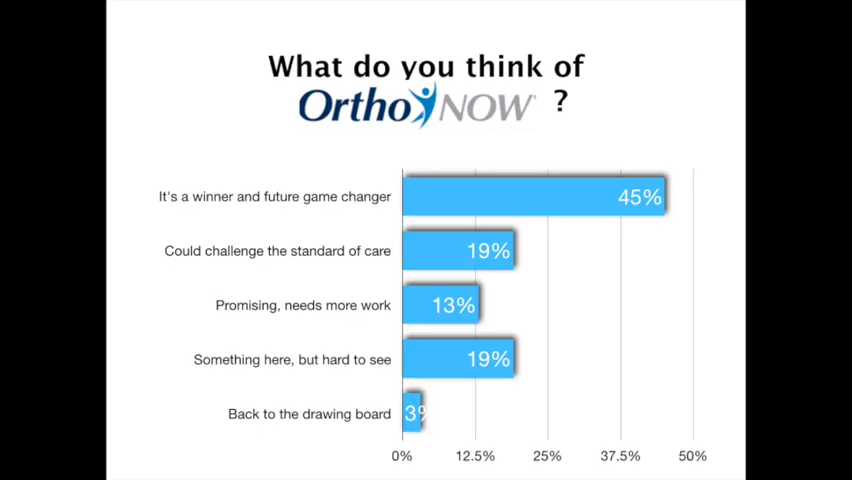 What do you think of
OrthoNOW ?
It's a winner and future game changer
45%
Could challenge the standard of care
19%
Promising, needs more work
13%
Something here, but hard to see
19%
Back to the drawing board
3%
0% 12.5% 25% 37.5% 50%